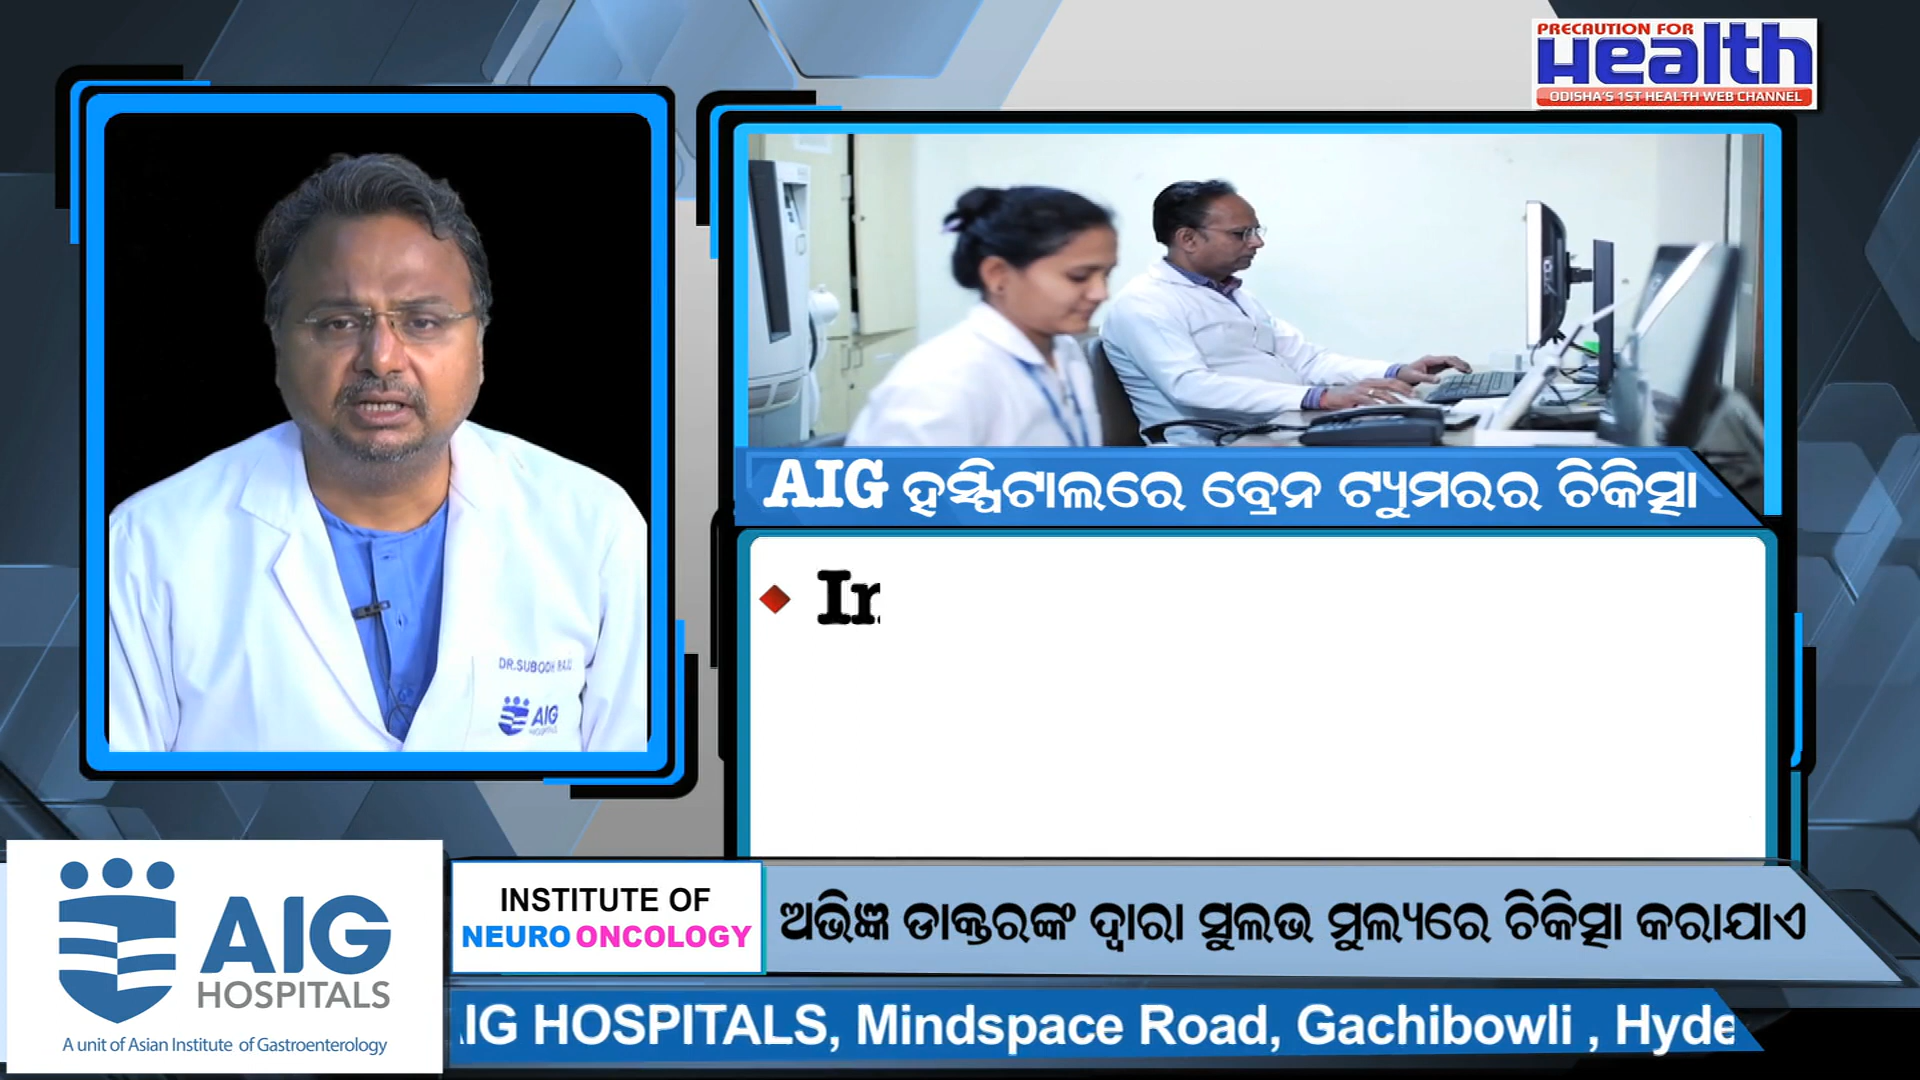 PRECAUTION FOR
Health
ODISHA'S 1ST HEALTH WEB CHANNEL
DR.SUBODH RAJU
AIG
HOSPITALS
AIG ହସ୍ପିଟାଲରେ ବ୍ରେନ ଟ୍ୟୁମରର ଚିକିତ୍ସା
In
AIG
HOSPITALS
A unit of Asian Institute of Gastroenterology
INSTITUTE OF
NEURO ONCOLOGY
ଅଭିଜ୍ଞ ଡାକ୍ତରଙ୍କ ଦ୍ୱାରା ସୁଲଭ ମୁଲ୍ୟରେ ଚିକିତ୍ସା କରାଯାଏ
AIG HOSPITALS, Mindspace Road, Gachibowli , Hyde